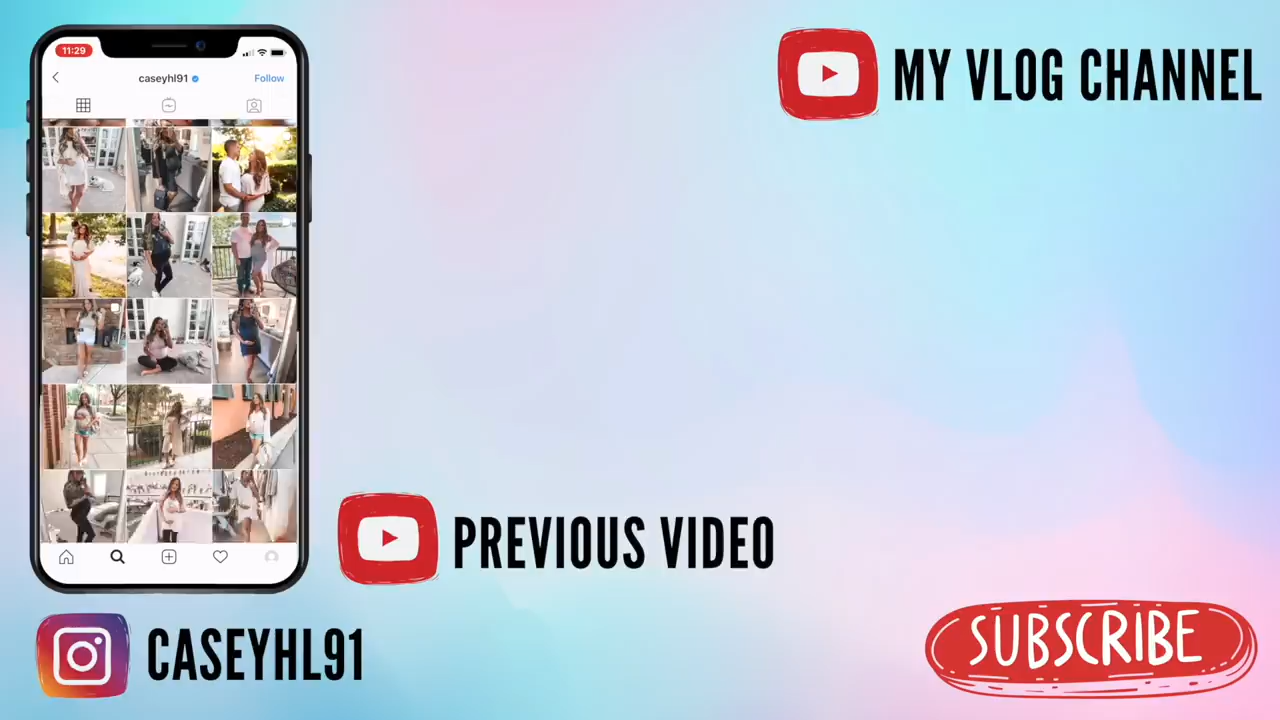 11:29
caseyhl91
Follow
MY VLOG CHANNEL
PREVIOUS VIDEO
CASEYHL91
SUBSCRIBE